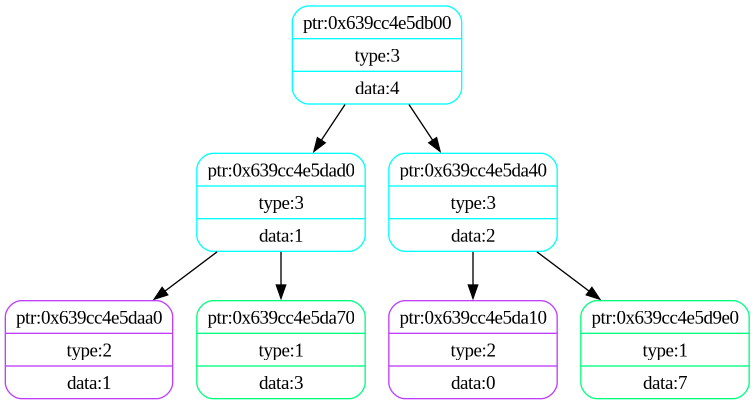 ptr:0x639cc4e5db00
type:3
data:4
ptr:0x639cc4e5dad0
type:3
data:1
ptr:0x639cc4e5da40
type:3
data:2
ptr:0x639cc4e5daa0
type:2
data:1
ptr:0x639cc4e5da70
type:1
data:3
ptr:0x639cc4e5da10
type:2
data:0
ptr:0x639cc4e5d9e0
type:1
data:7